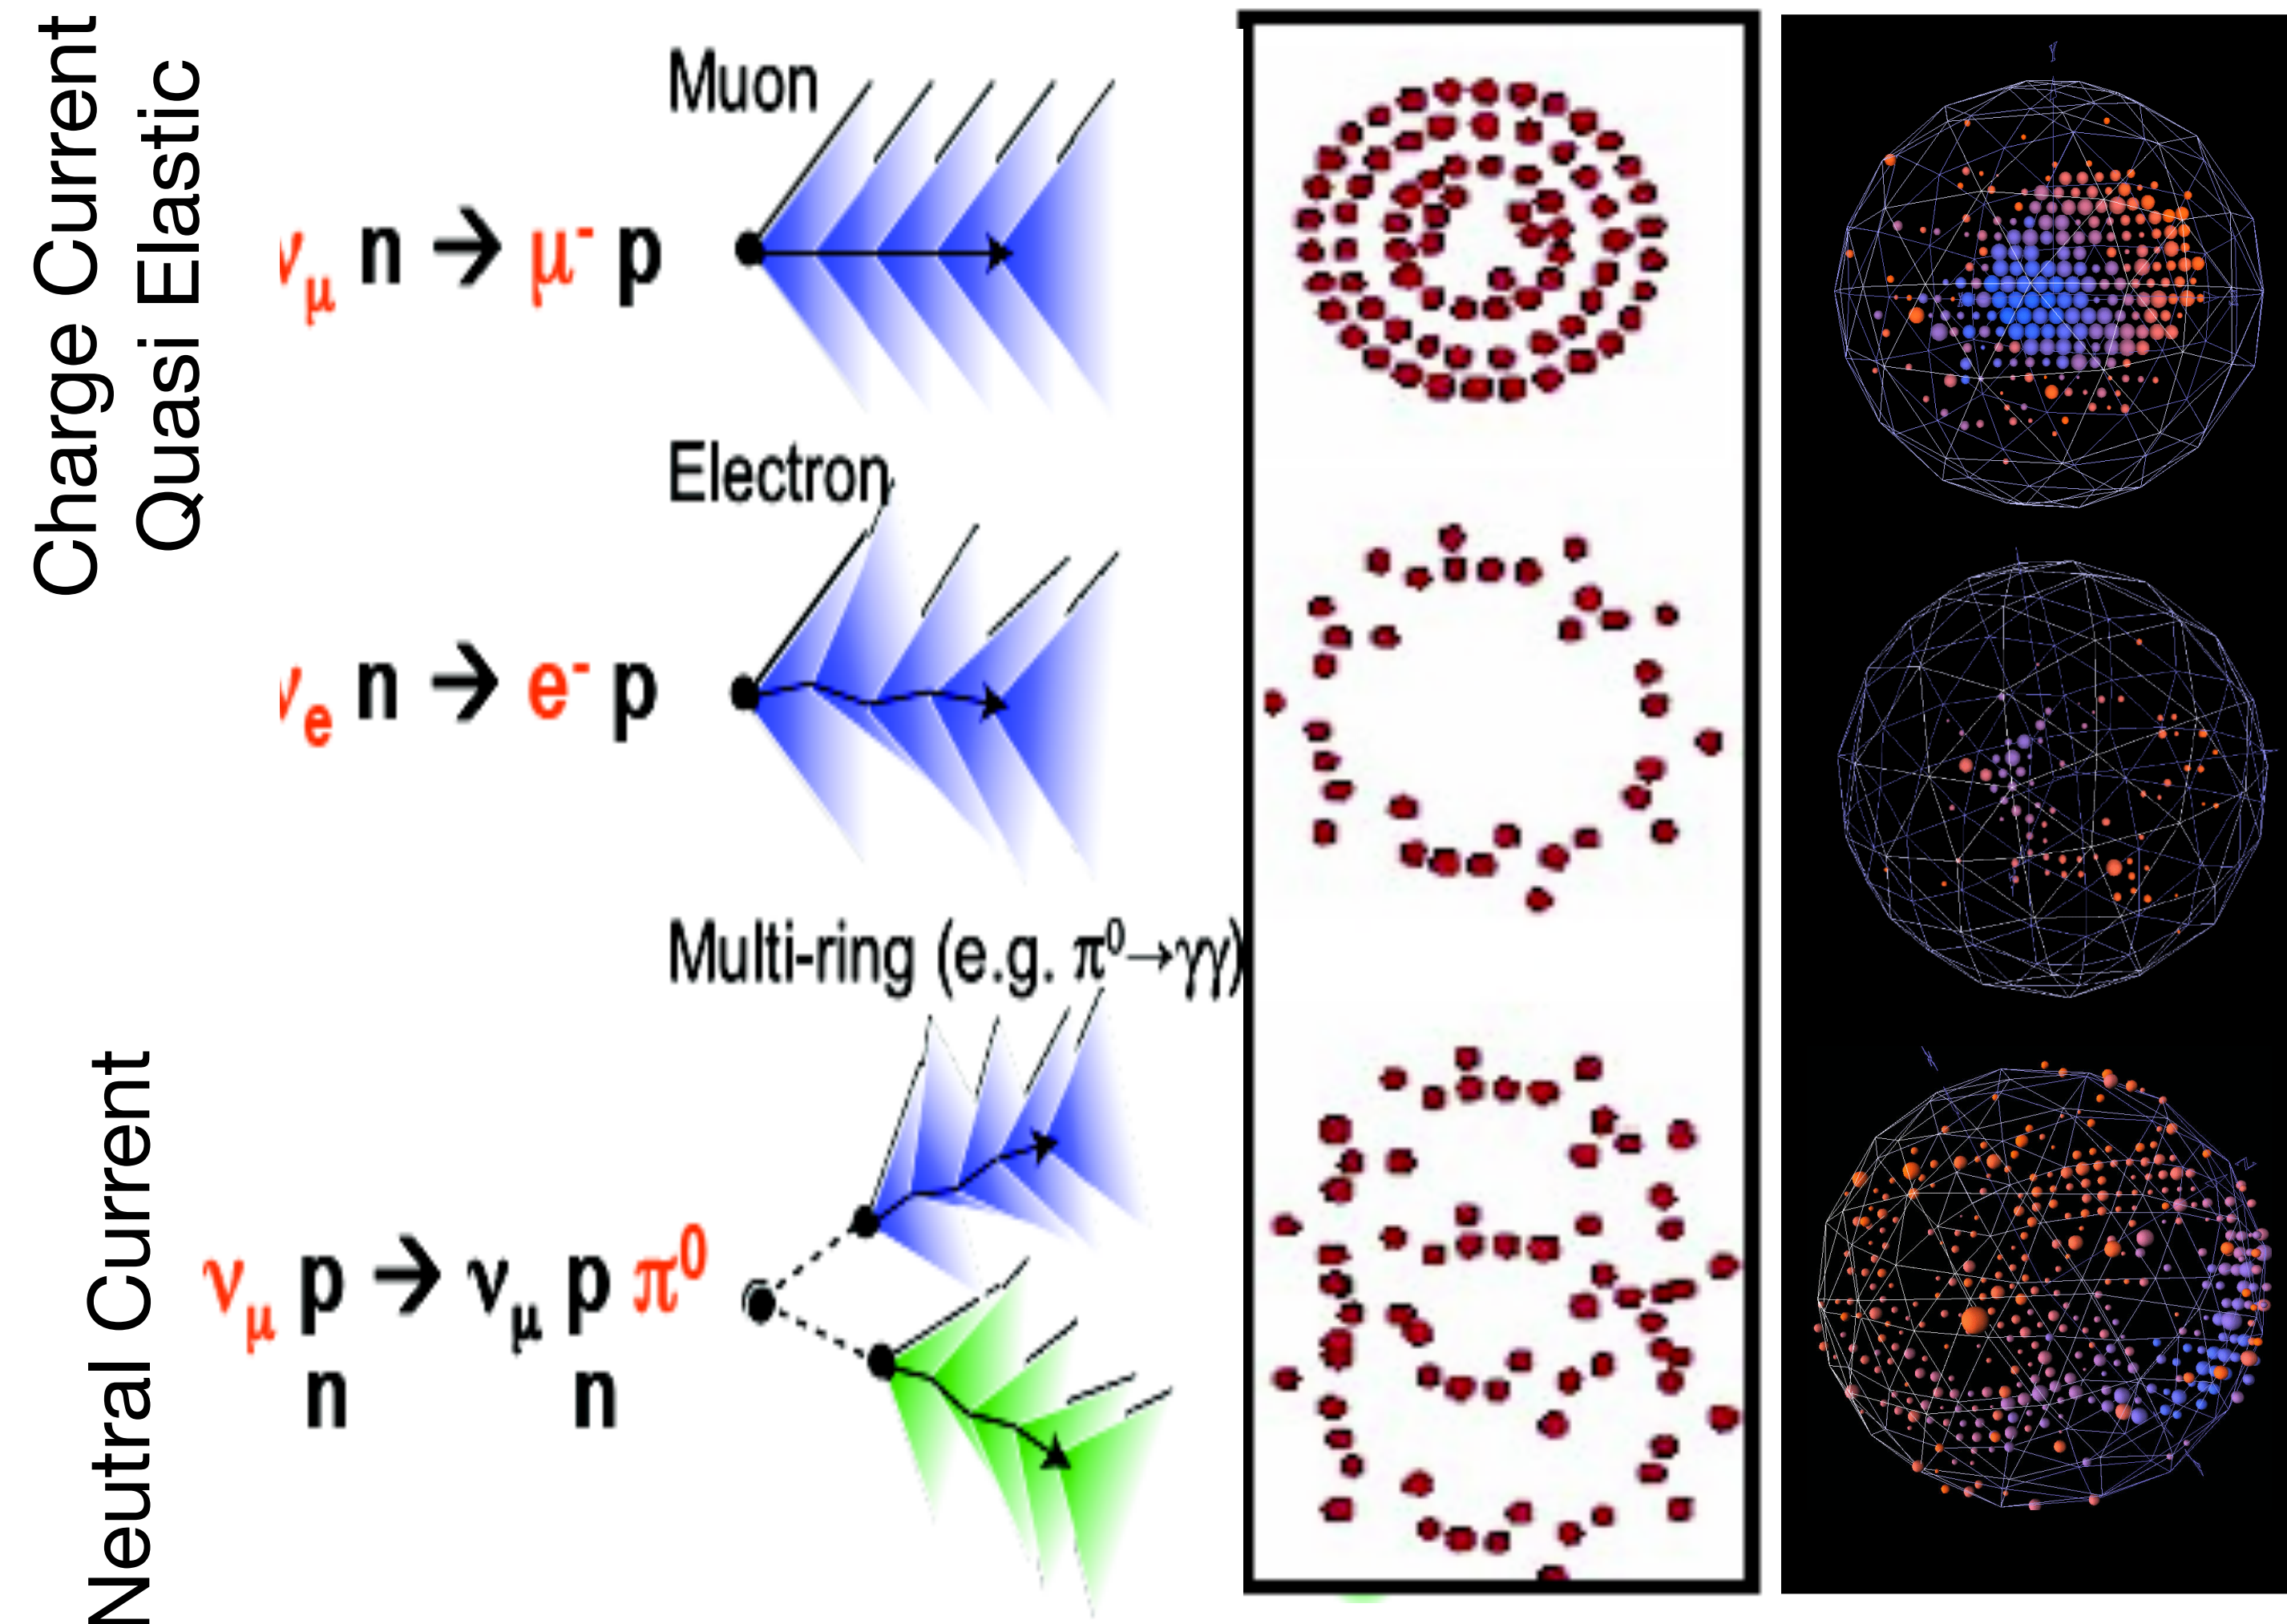 Charge Current
Quasi Elastic
Muon
νμ n → μ- p
Electron
νe n → e- p
Multi-ring (e.g. π0→γγ)
Neutral Current
νμ p → νμ p π0
n n